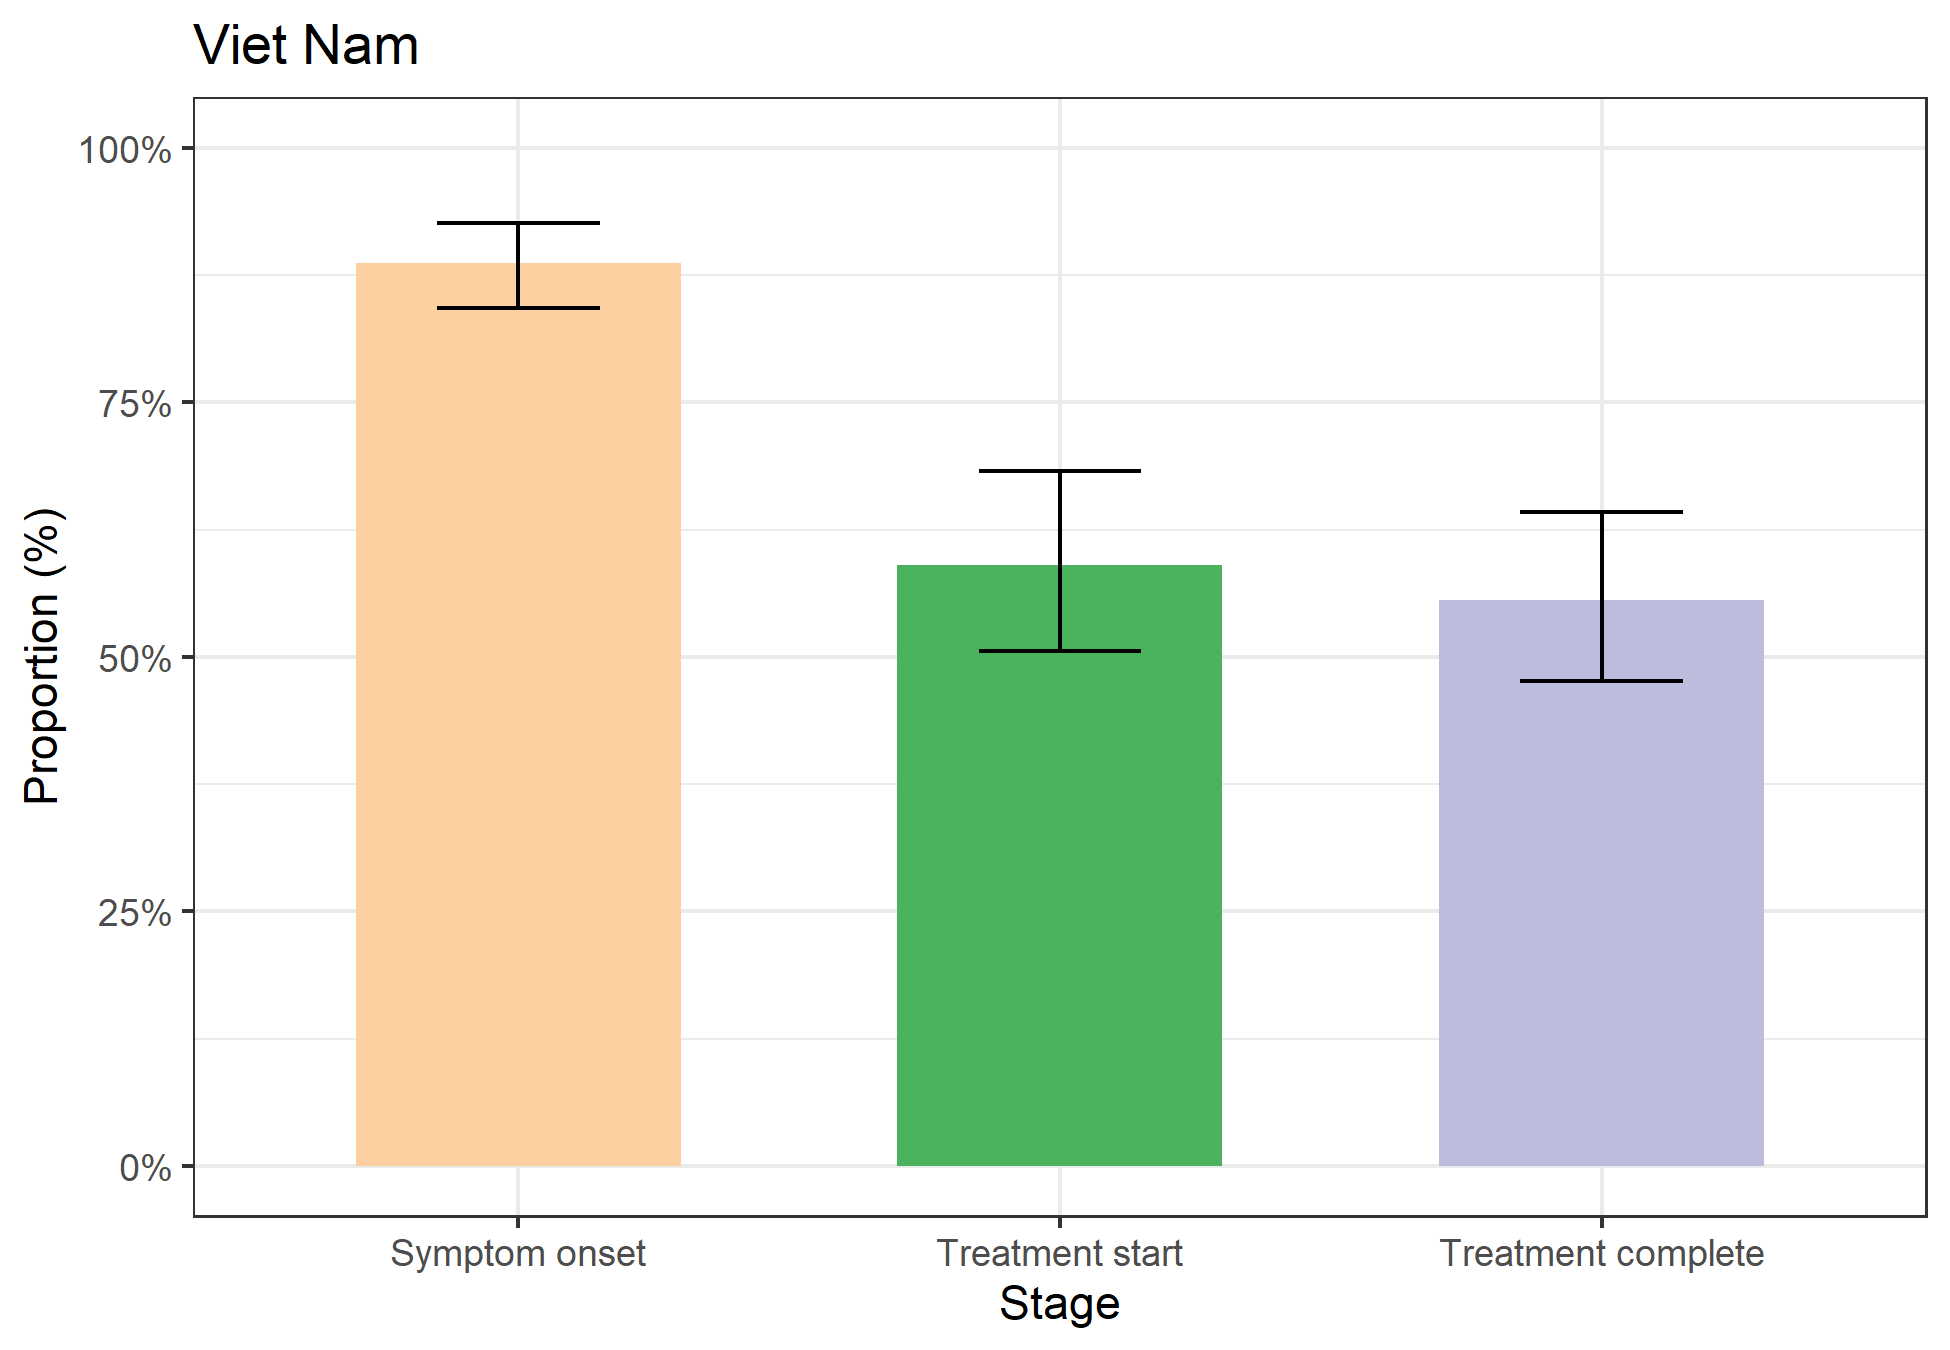 Viet Nam
Proportion (%)
100%
75%
50%
25%
0%
Symptom onset
Treatment start
Treatment complete
Stage